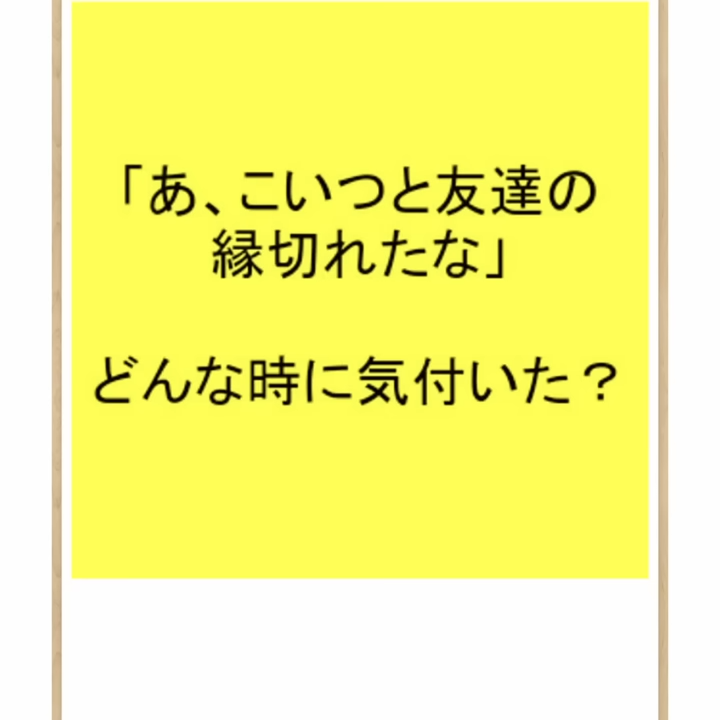 「あ、こいつと友達の
縁切れたな」
どんな時に気付いた？